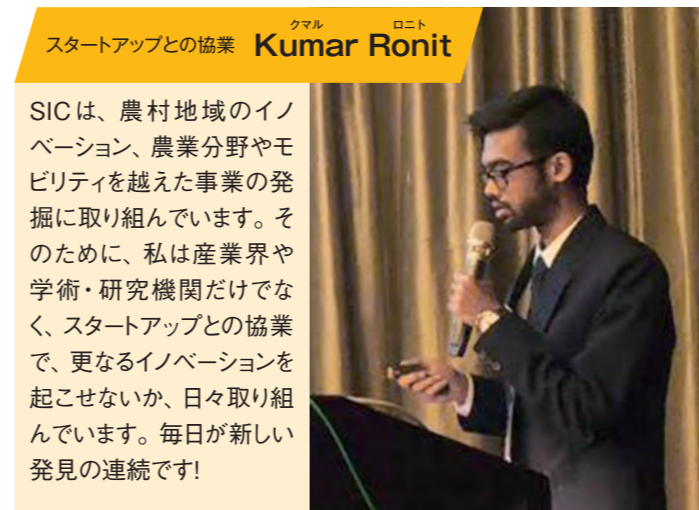 クマル ロニト
スタートアップとの協業 Kumar Ronit
SICは、農村地域のイノ
ベーション、農業分野やモ
ビリティを越えた事業の発
掘に取り組んでいます。そ
のために、私は産業界や
学術・研究機関だけでな
く、スタートアップとの協業
で、更なるイノベーションを
起こせないか、日々取り組
んでいます。毎日が新しい
発見の連続です!